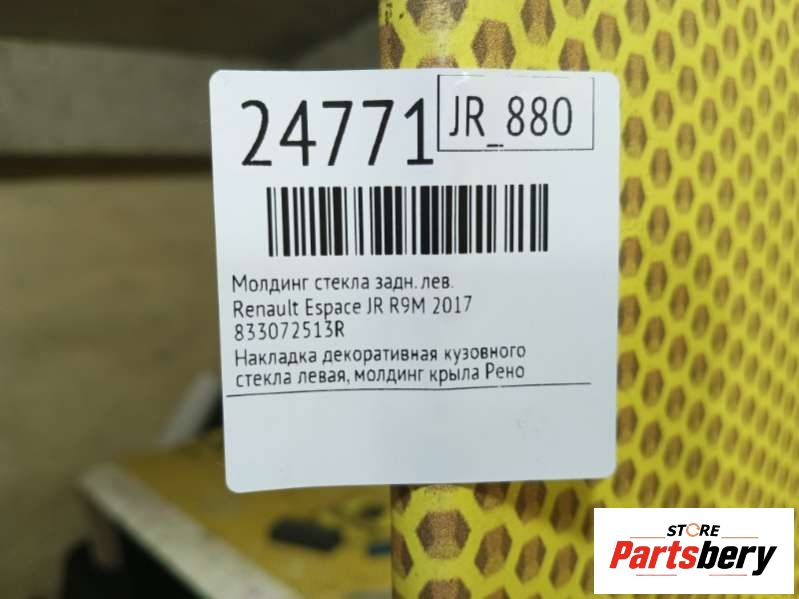 24771
JR_880
Молдинг стекла задн. лев.
Renault Espace JR R9M 2017
833072513R
Накладка декоративная кузовного
стекла левая, молдинг крыла Рено
STORE
Partsbery